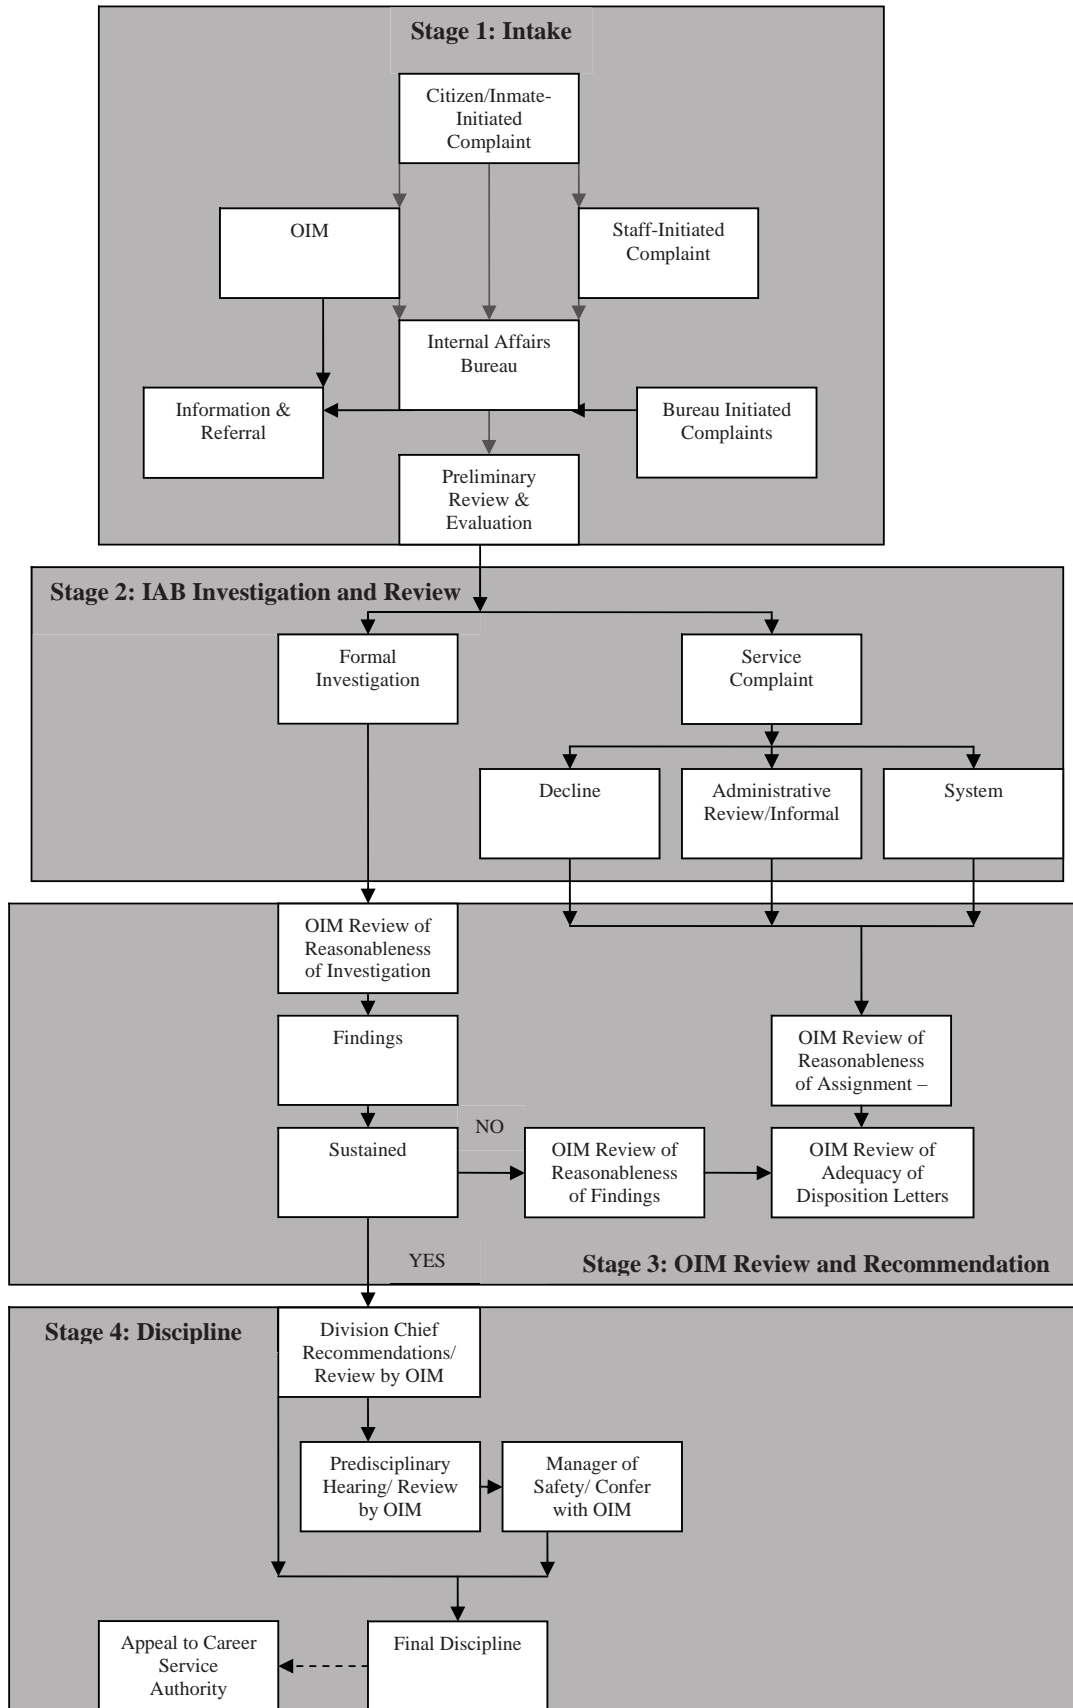 Stage 1: Intake
Citizen/Inmate-
Initiated
Complaint
OIM
Staff-Initiated
Complaint
Internal Affairs
Bureau
Information &
Referral
Bureau Initiated
Complaints
Preliminary
Review &
Evaluation
Stage 2: IAB Investigation and Review
Formal
Investigation
Service
Complaint
Decline
Administrative
Review/Informal
System
OIM Review of
Reasonableness
of Investigation
Findings
OIM Review of
Reasonableness
of Assignment –
Sustained
NO
OIM Review of
Reasonableness
of Findings
OIM Review of
Adequacy of
Disposition Letters
YES
Stage 3: OIM Review and Recommendation
Stage 4: Discipline
Division Chief
Recommendations/
Review by OIM
Predisciplinary
Hearing/ Review
by OIM
Manager of
Safety/ Confer
with OIM
Appeal to Career
Service
Authority
Final Discipline